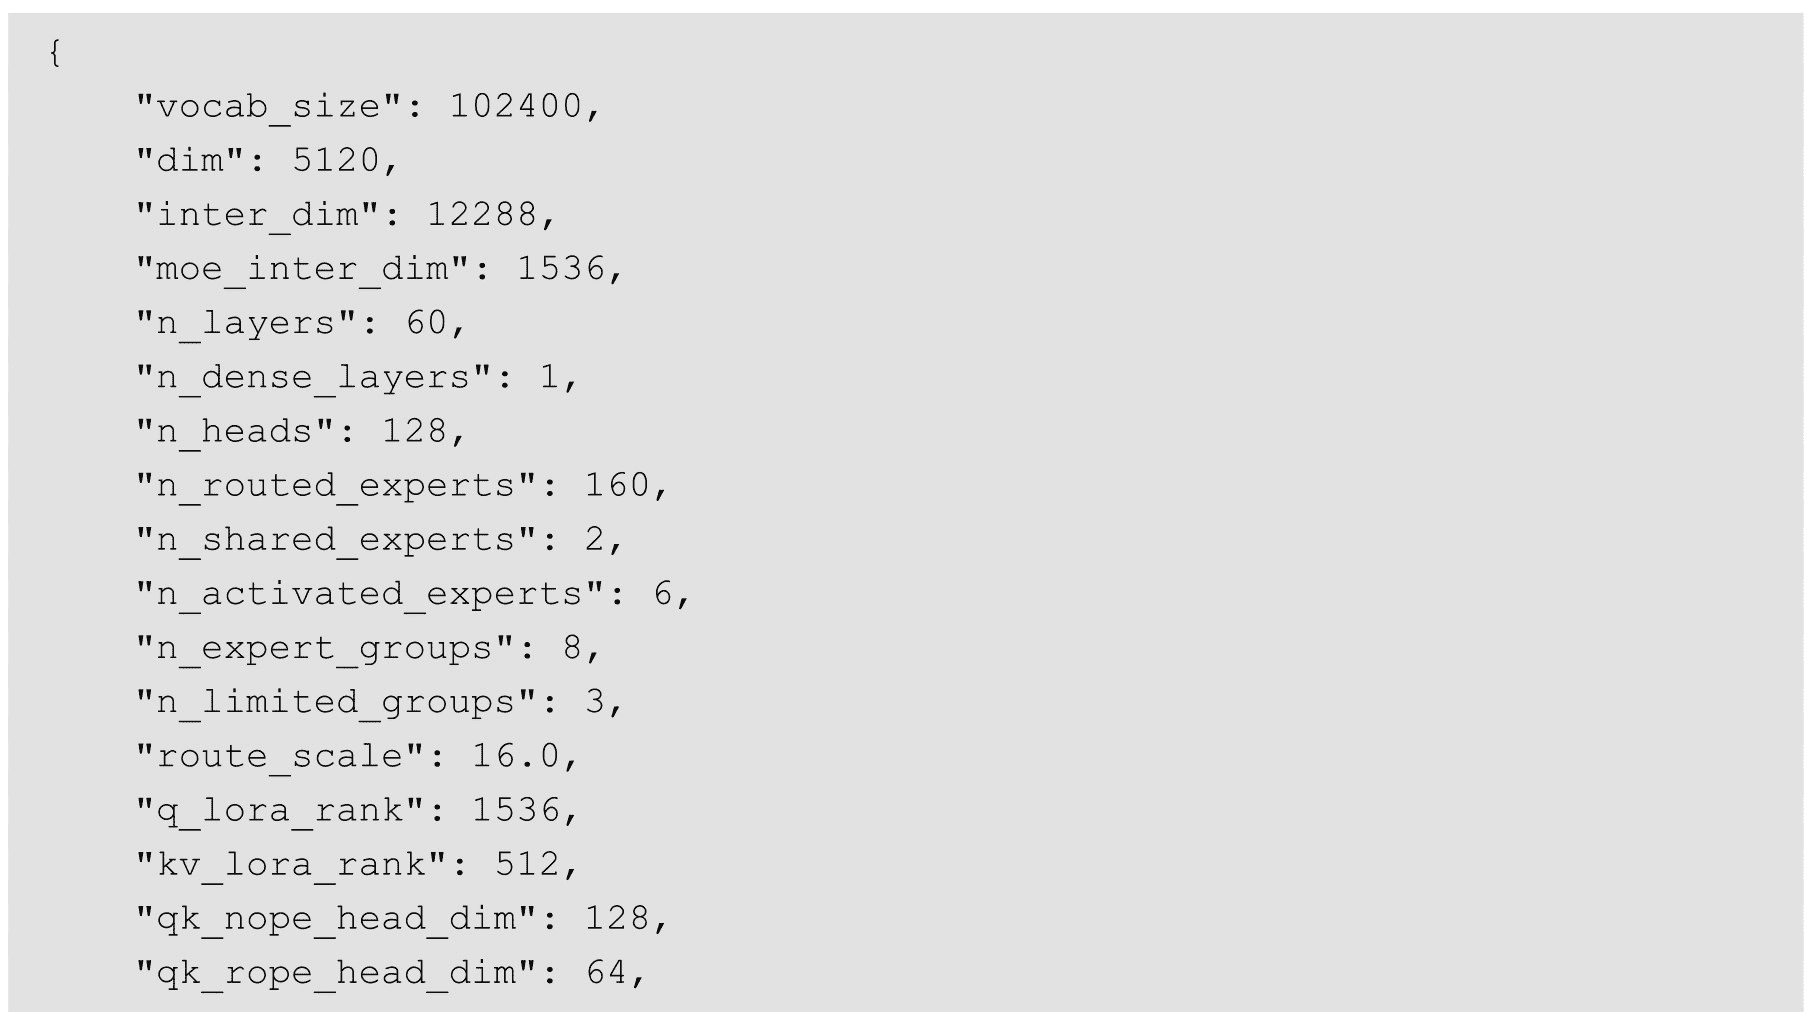 {
"vocab_size": 102400,
"dim": 5120,
"inter_dim": 12288,
"moe_inter_dim": 1536,
"n_layers": 60,
"n_dense_layers": 1,
"n_heads": 128,
"n_routed_experts": 160,
"n_shared_experts": 2,
"n_activated_experts": 6,
"n_expert_groups": 8,
"n_limited_groups": 3,
"route_scale": 16.0,
"q_lora_rank": 1536,
"kv_lora_rank": 512,
"qk_nope_head_dim": 128,
"qk_rope_head_dim": 64,